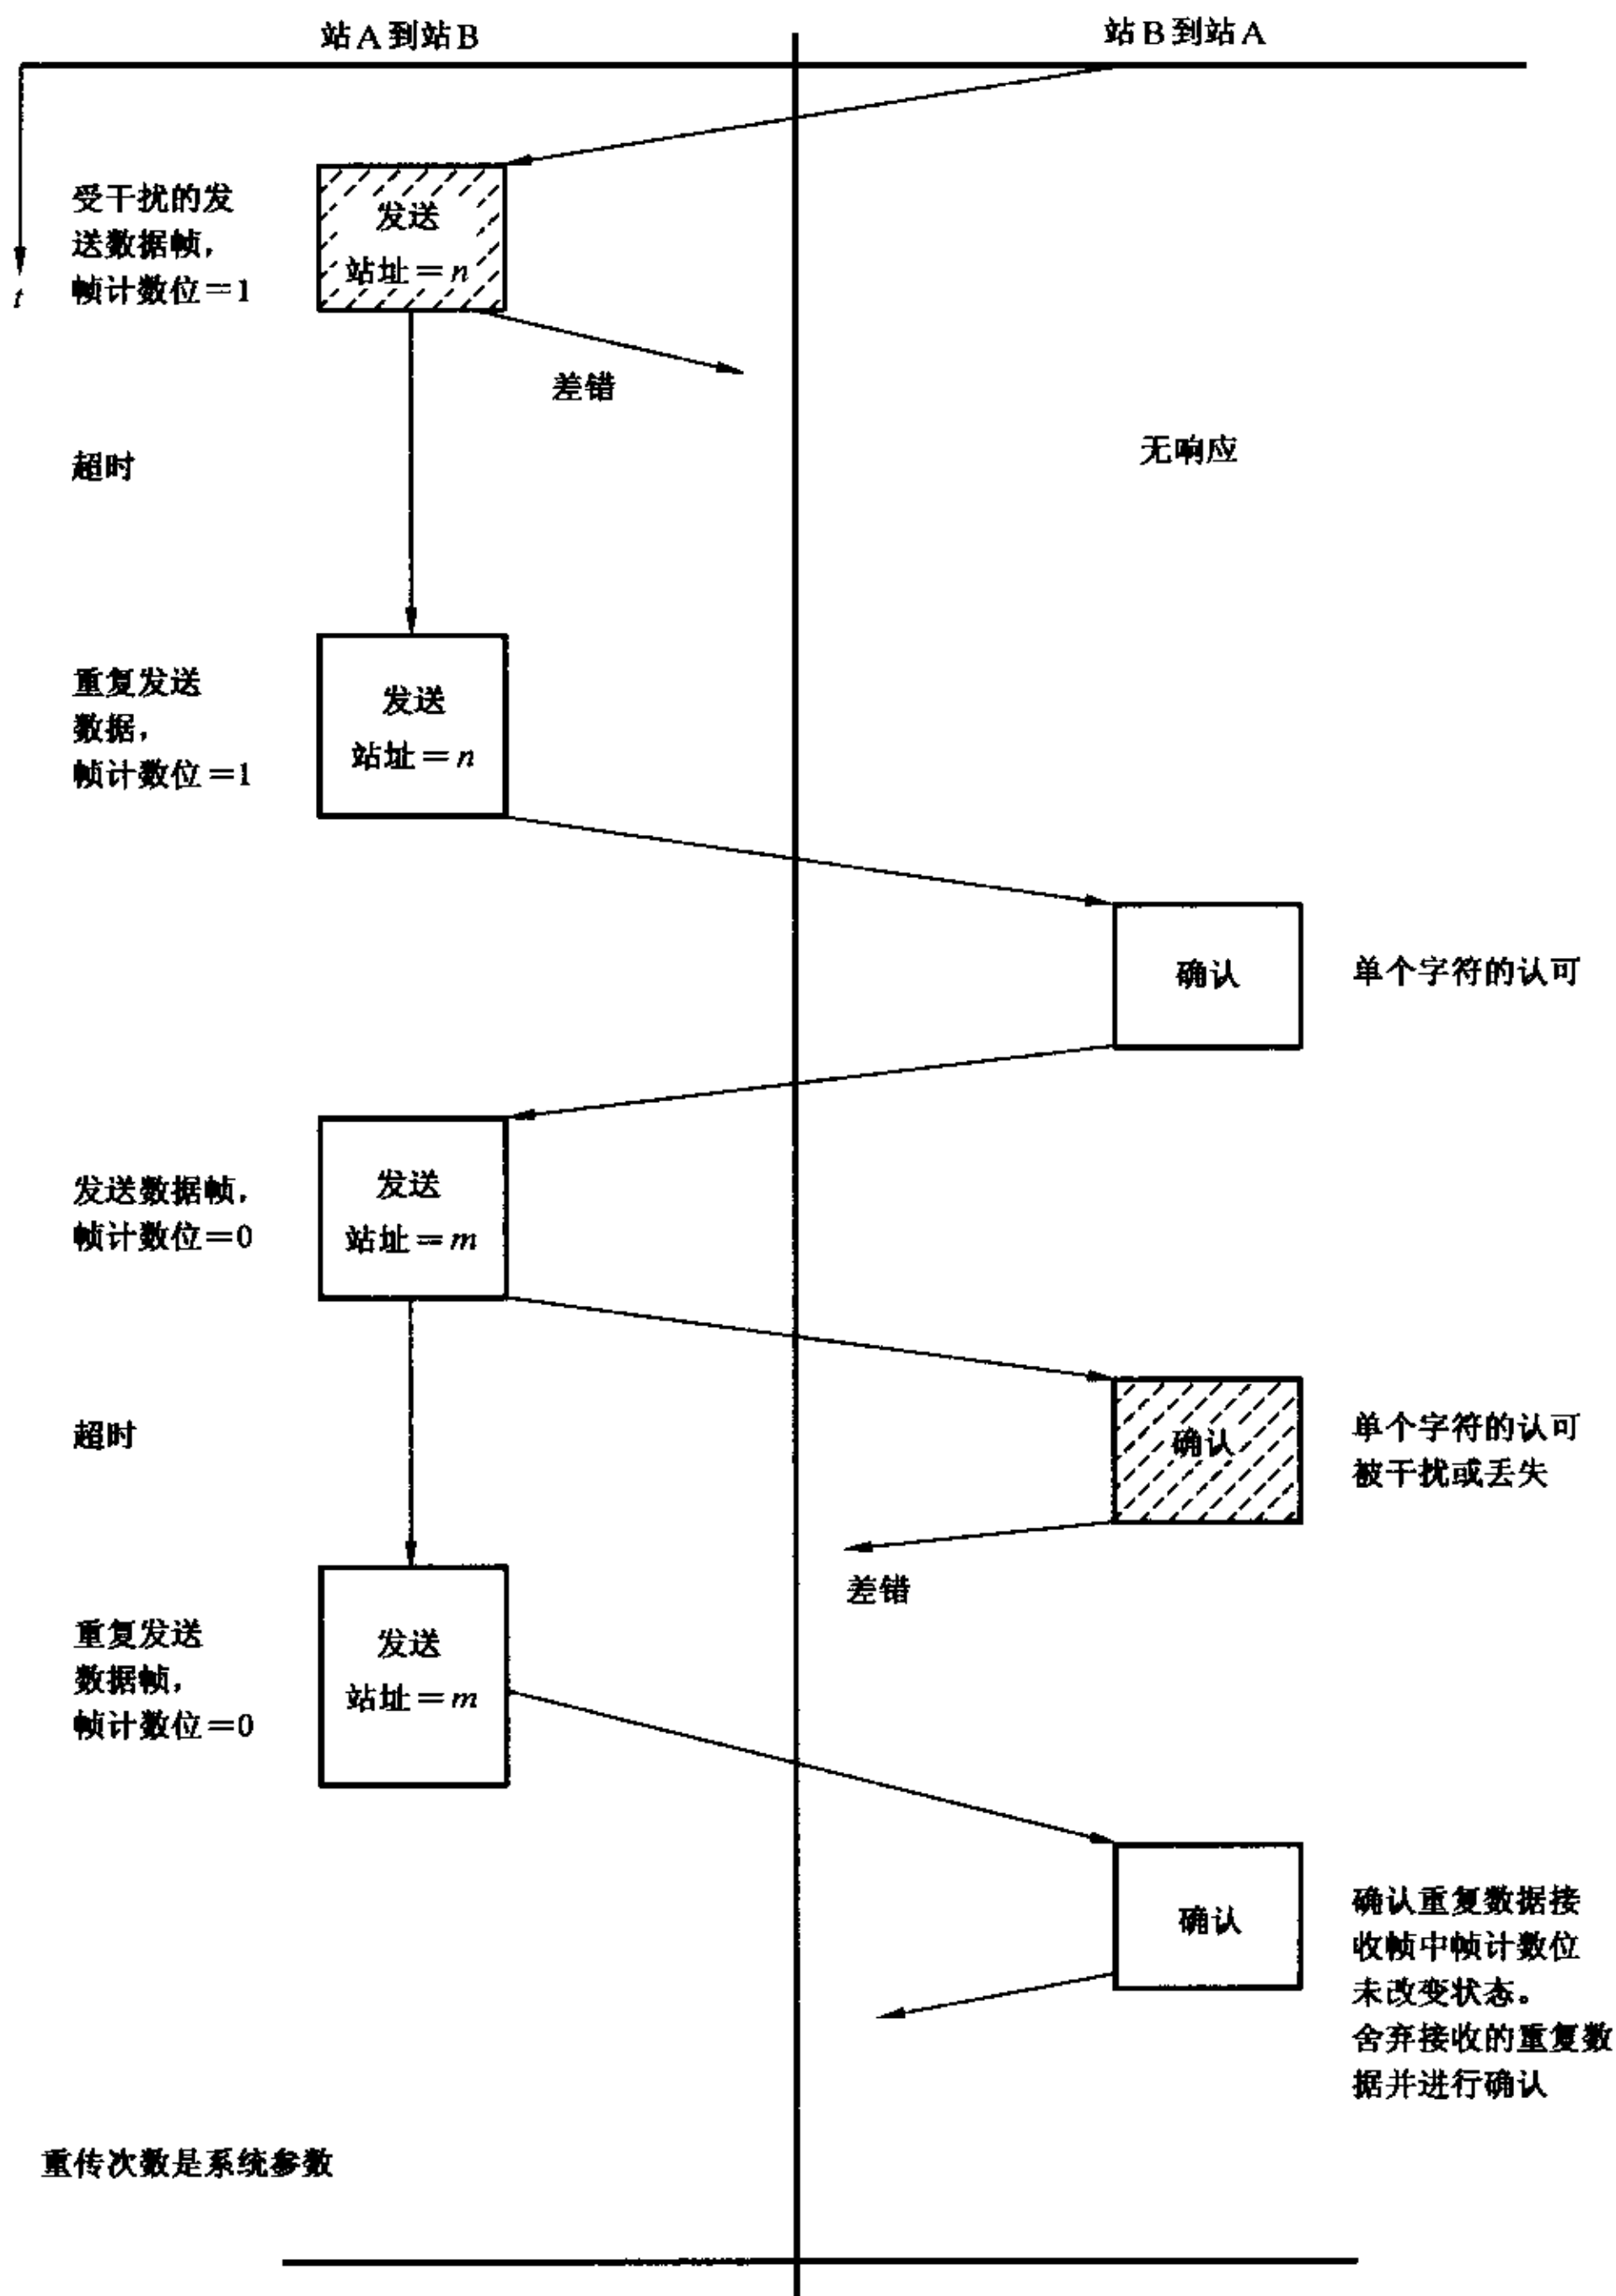 站A到站B
站B到站A
t
受干扰的发
送数据帧，
帧计数位=1
发送
站址=n
差错
超时
无响应
重复发送
数据，
帧计数位=1
发送
站址=n
确认
单个字符的认可
发送数据帧，
帧计数位=0
发送
站址=m
超时
确认
单个字符的认可
被干扰或丢失
差错
重复发送
数据帧，
帧计数位=0
发送
站址=m
确认
确认重复数据接
收帧中帧计数位
未改变状态。
舍弃接收的重复数
据并进行确认
重传次数是系统参数